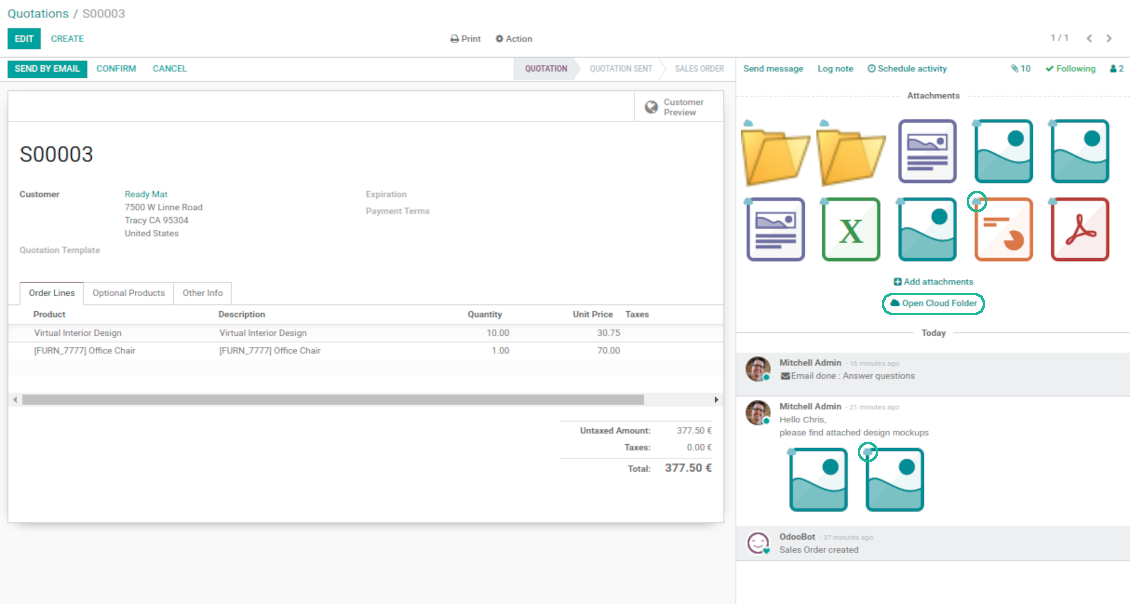 Quotations / S00003
EDIT CREATE Print Action 1 / 1
SEND BY EMAIL CONFIRM CANCEL QUOTATION QUOTATION SENT SALES ORDER
Customer
Preview
S00003
Customer Ready Mat Expiration
7500 W Linne Road Payment Terms
Tracy CA 95304
United States
Quotation Template
Order Lines Optional Products Other Info
Product Description Quantity Unit Price Taxes
Virtual Interior Design Virtual Interior Design 10.00 30.75
[FURN_7777] Office Chair [FURN_7777] Office Chair 1.00 70.00
Untaxed Amount: 377.50 €
Taxes: 0.00 €
Total: 377.50 €
Send message Log note Schedule activity 10 Following 2
Attachments
X
Add attachments
Open Cloud Folder
Today
Mitchell Admin - 16 minutes ago
Email done : Answer questions
Mitchell Admin - 21 minutes ago
Hello Chris,
please find attached design mockups
OdooBot - 37 minutes ago
Sales Order created